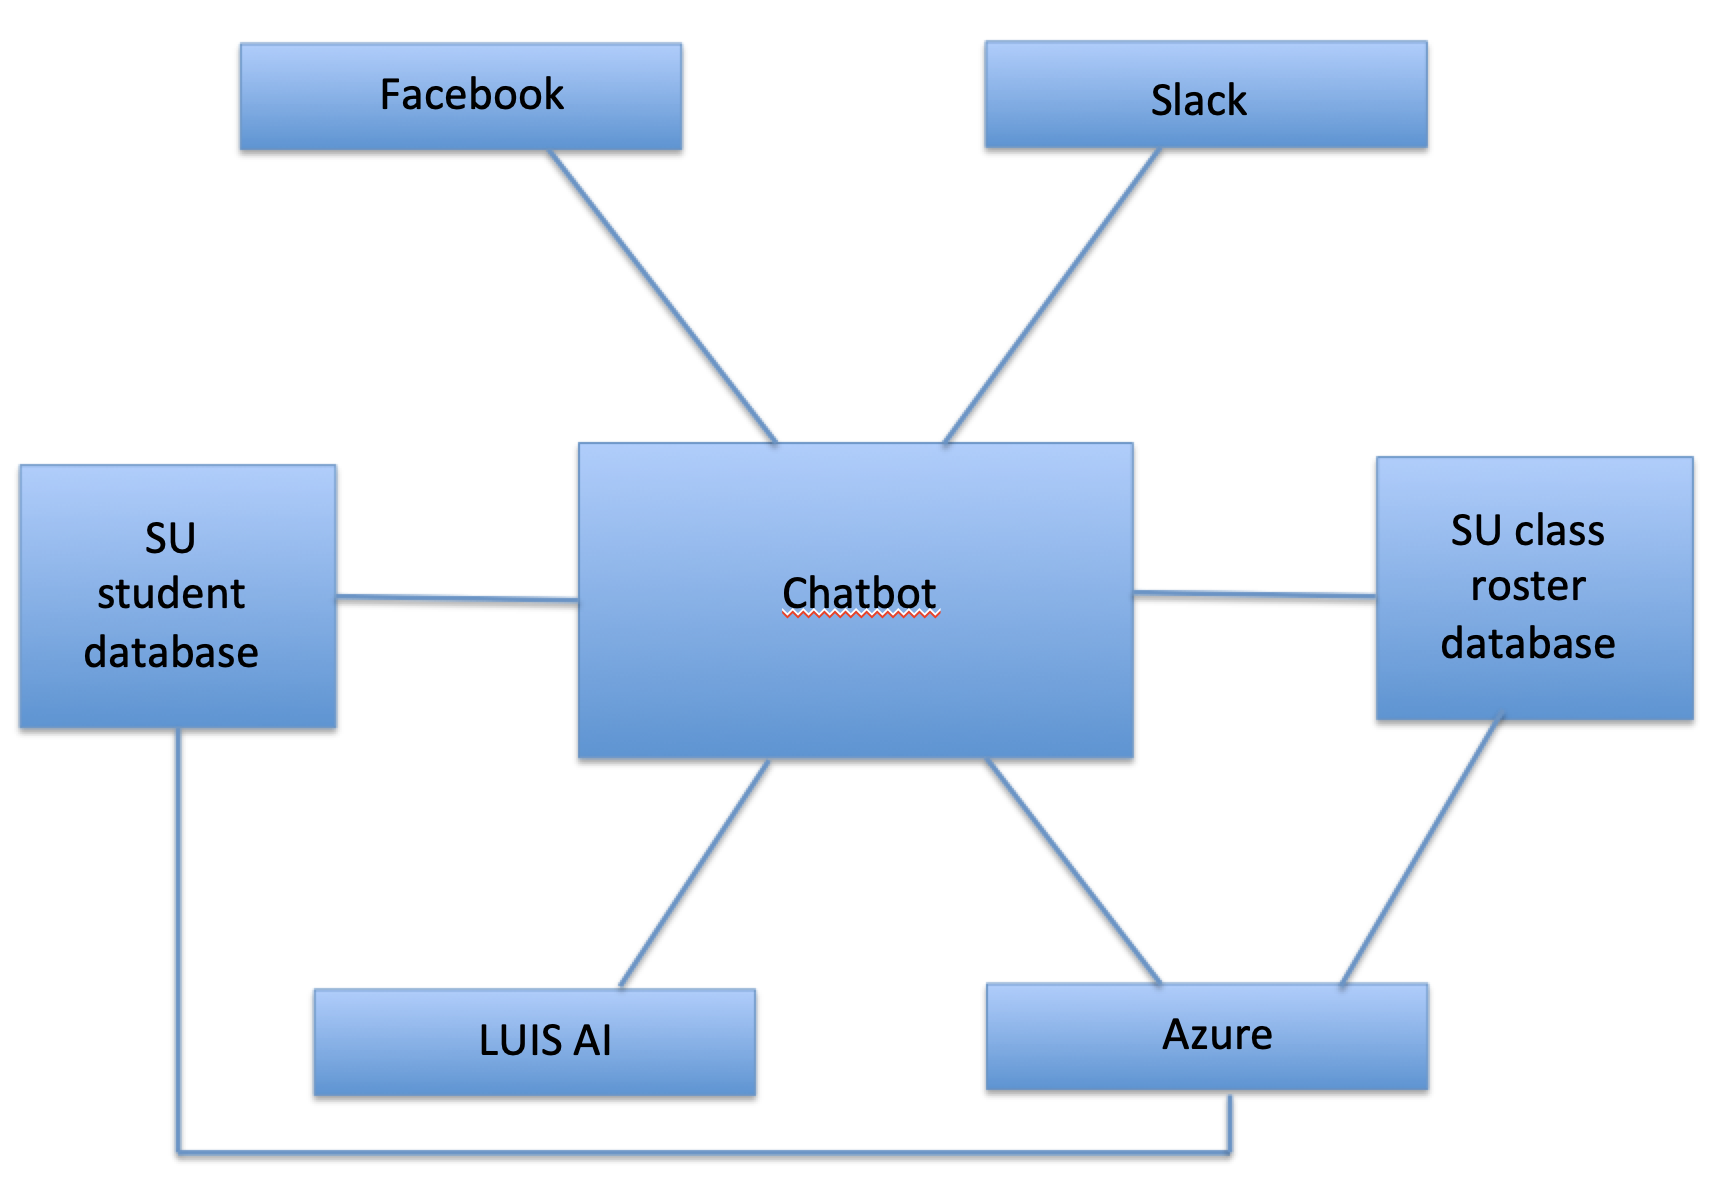 Facebook
Slack
SU
student
database
Chatbot
SU class
roster
database
LUIS AI
Azure